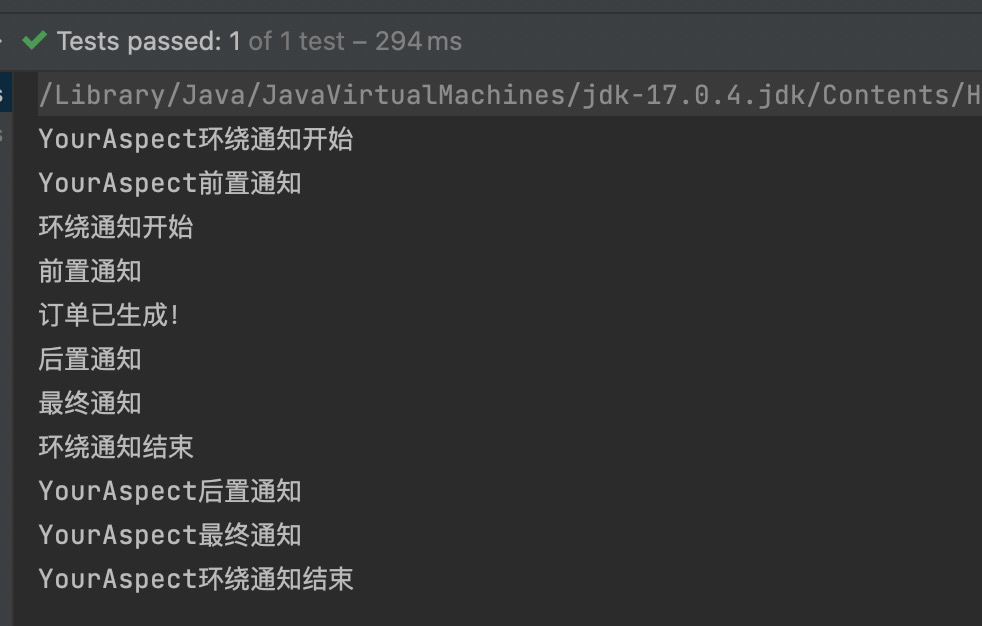 Tests passed: 1 of 1 test – 294 ms
/Library/Java/JavaVirtualMachines/jdk-17.0.4.jdk/Contents/H
YourAspect环绕通知开始
YourAspect前置通知
环绕通知开始
前置通知
订单已生成!
后置通知
最终通知
环绕通知结束
YourAspect后置通知
YourAspect最终通知
YourAspect环绕通知结束